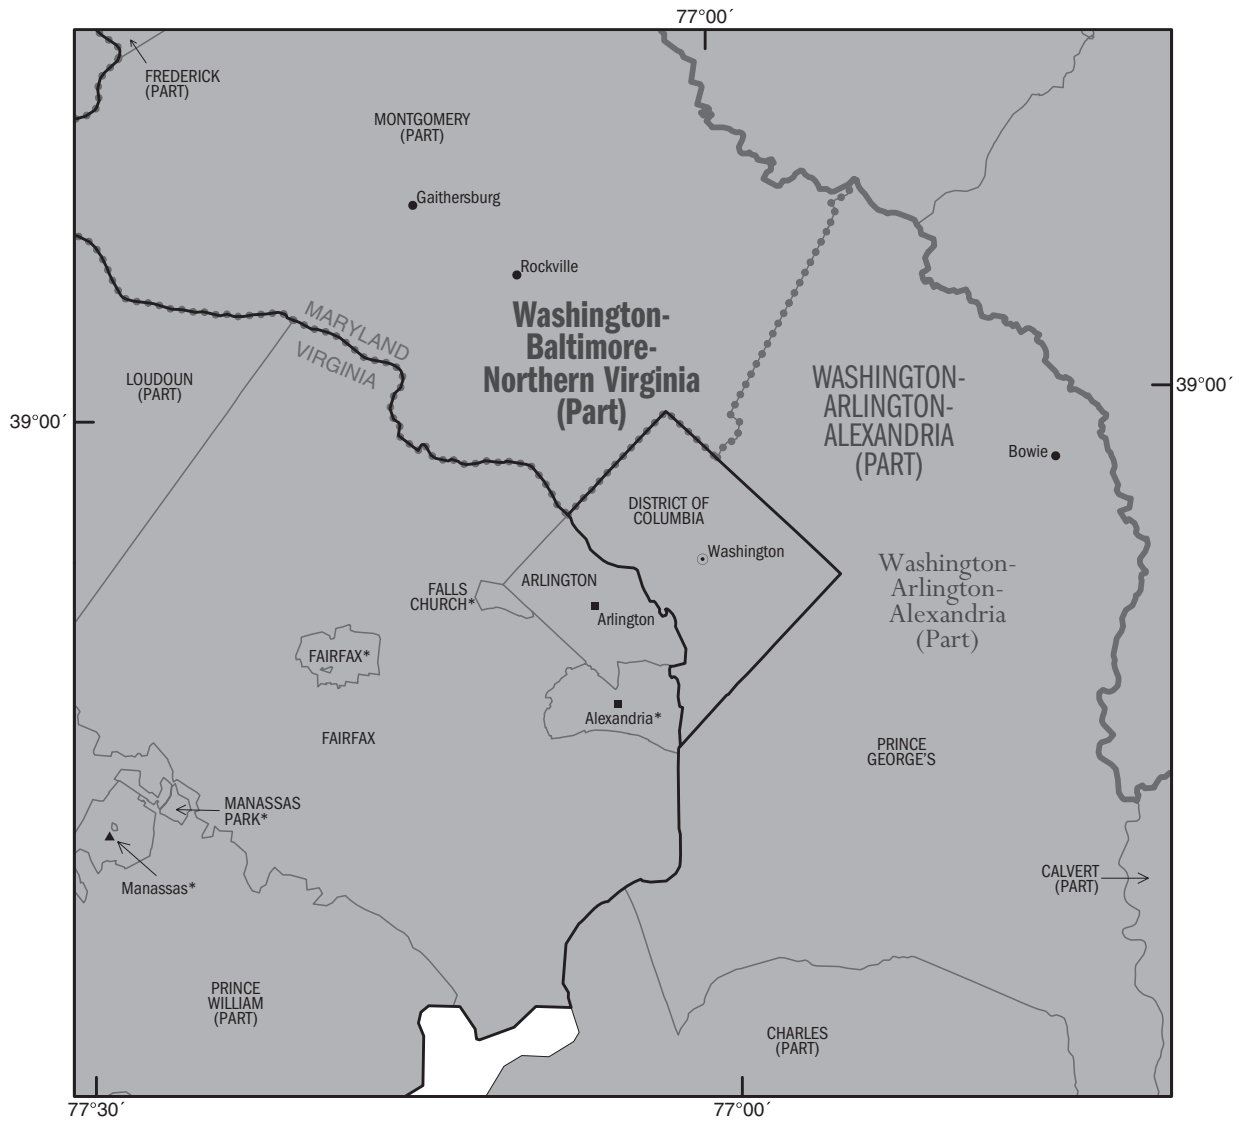 77°00´
FREDERICK
(PART)
MONTGOMERY
(PART)
Gaithersburg
Rockville
MARYLAND
VIRGINIA
Washington-
Baltimore-
Northern Virginia
(Part)
LOUDOUN
(PART)
WASHINGTON-
ARLINGTON-
ALEXANDRIA
(PART)
39°00´
39°00´
Bowie
DISTRICT OF
COLUMBIA
Washington
Washington-
Arlington-
Alexandria
(Part)
ARLINGTON
FALLS
CHURCH*
Arlington
FAIRFAX*
Alexandria*
FAIRFAX
PRINCE
GEORGE'S
MANASSAS
PARK*
Manassas*
CALVERT
(PART)
PRINCE
WILLIAM
(PART)
CHARLES
(PART)
77°30´
77°00´